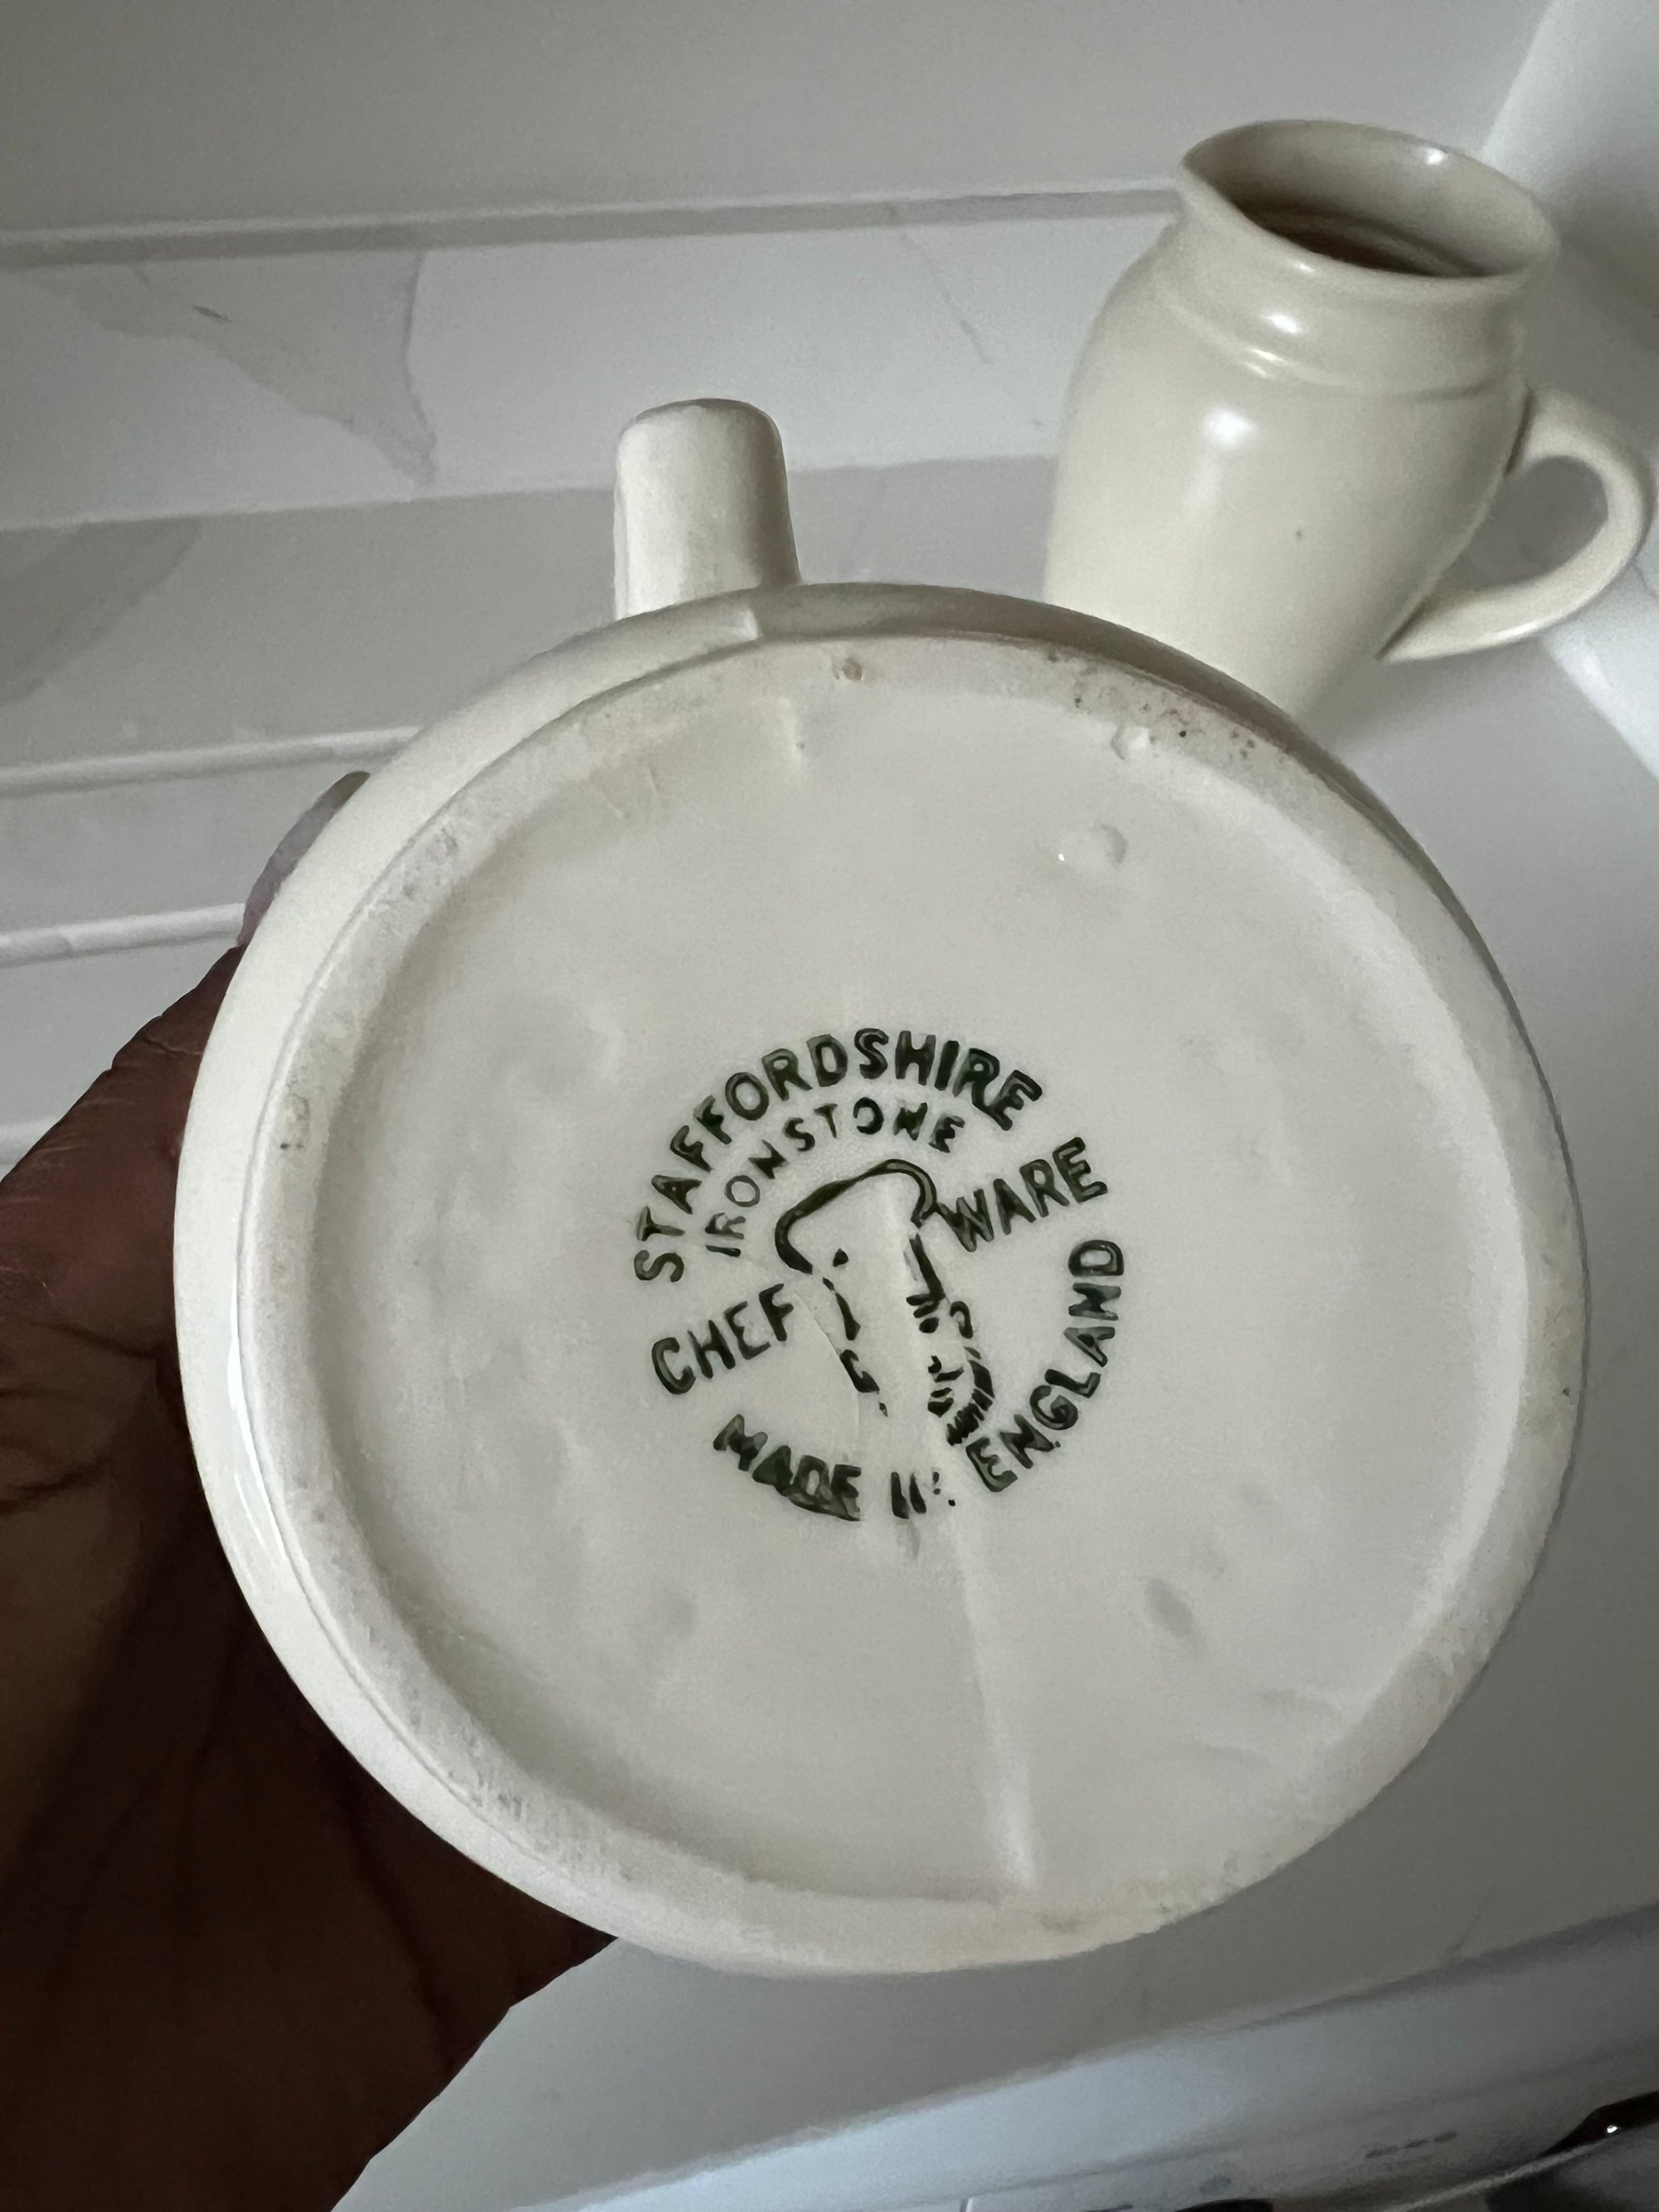 STAFFORDSHIRE
IRONSTONE
CHEF WARE
MADE IN ENGLAND